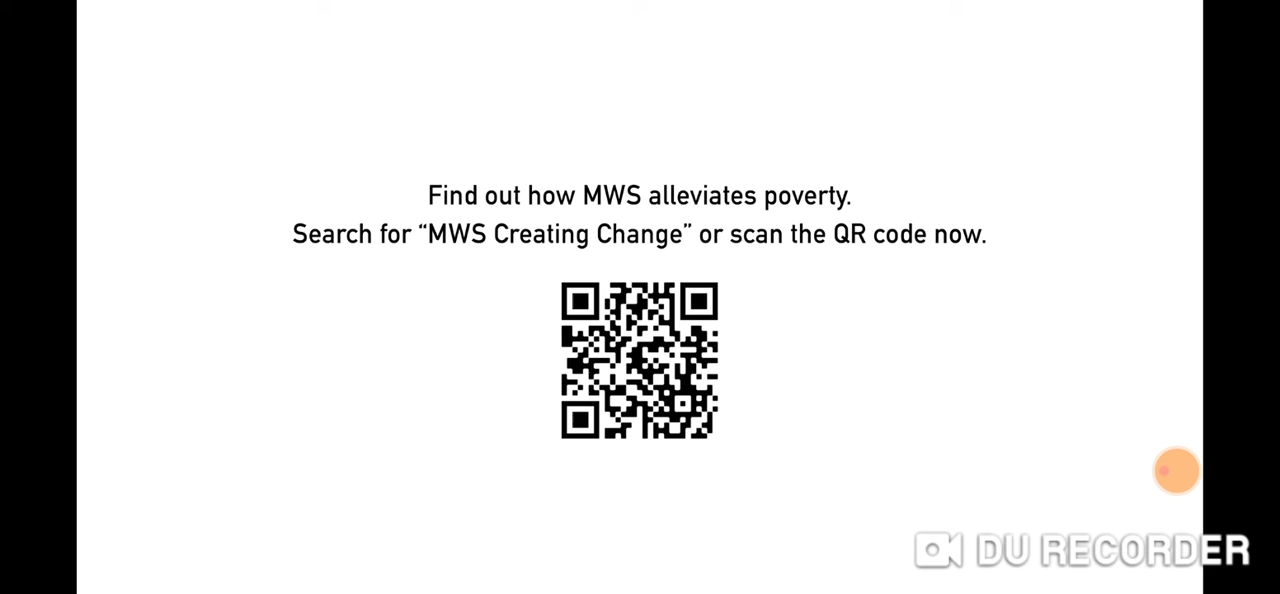 Find out how MWS alleviates poverty.
Search for “MWS Creating Change” or scan the QR code now.
DU RECORDER